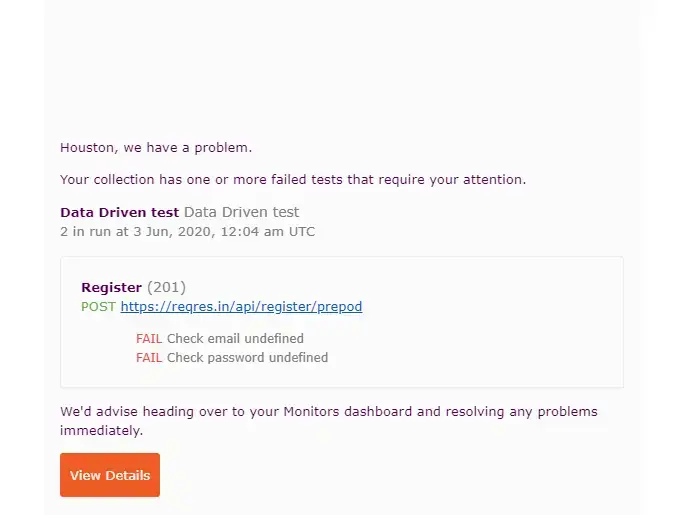 Houston, we have a problem.
Your collection has one or more failed tests that require your attention.
Data Driven test Data Driven test
2 in run at 3 Jun, 2020, 12:04 am UTC
Register (201)
POST https://reqres.in/api/register/prepod
FAIL Check email undefined
FAIL Check password undefined
We'd advise heading over to your Monitors dashboard and resolving any problems
immediately.
View Details